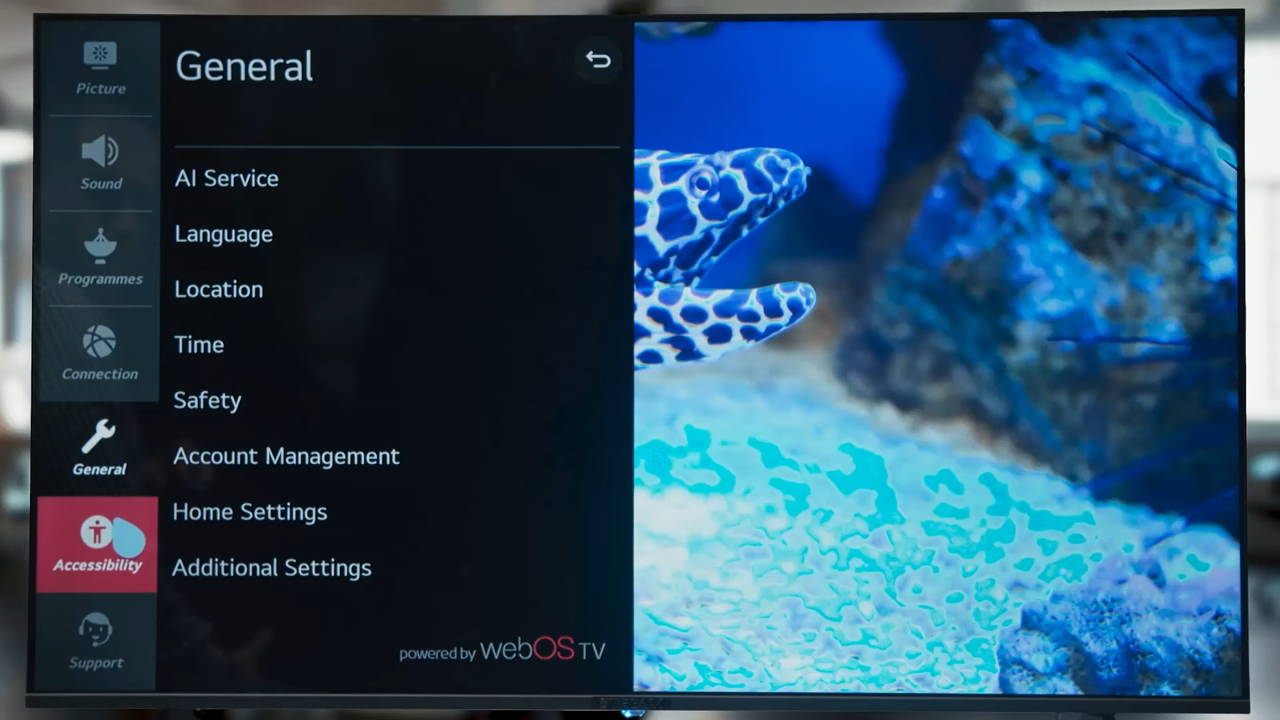 Picture
Sound
Programmes
Connection
General
Accessibility
Support
General
AI Service
Language
Location
Time
Safety
Account Management
Home Settings
Additional Settings
powered by webOS TV